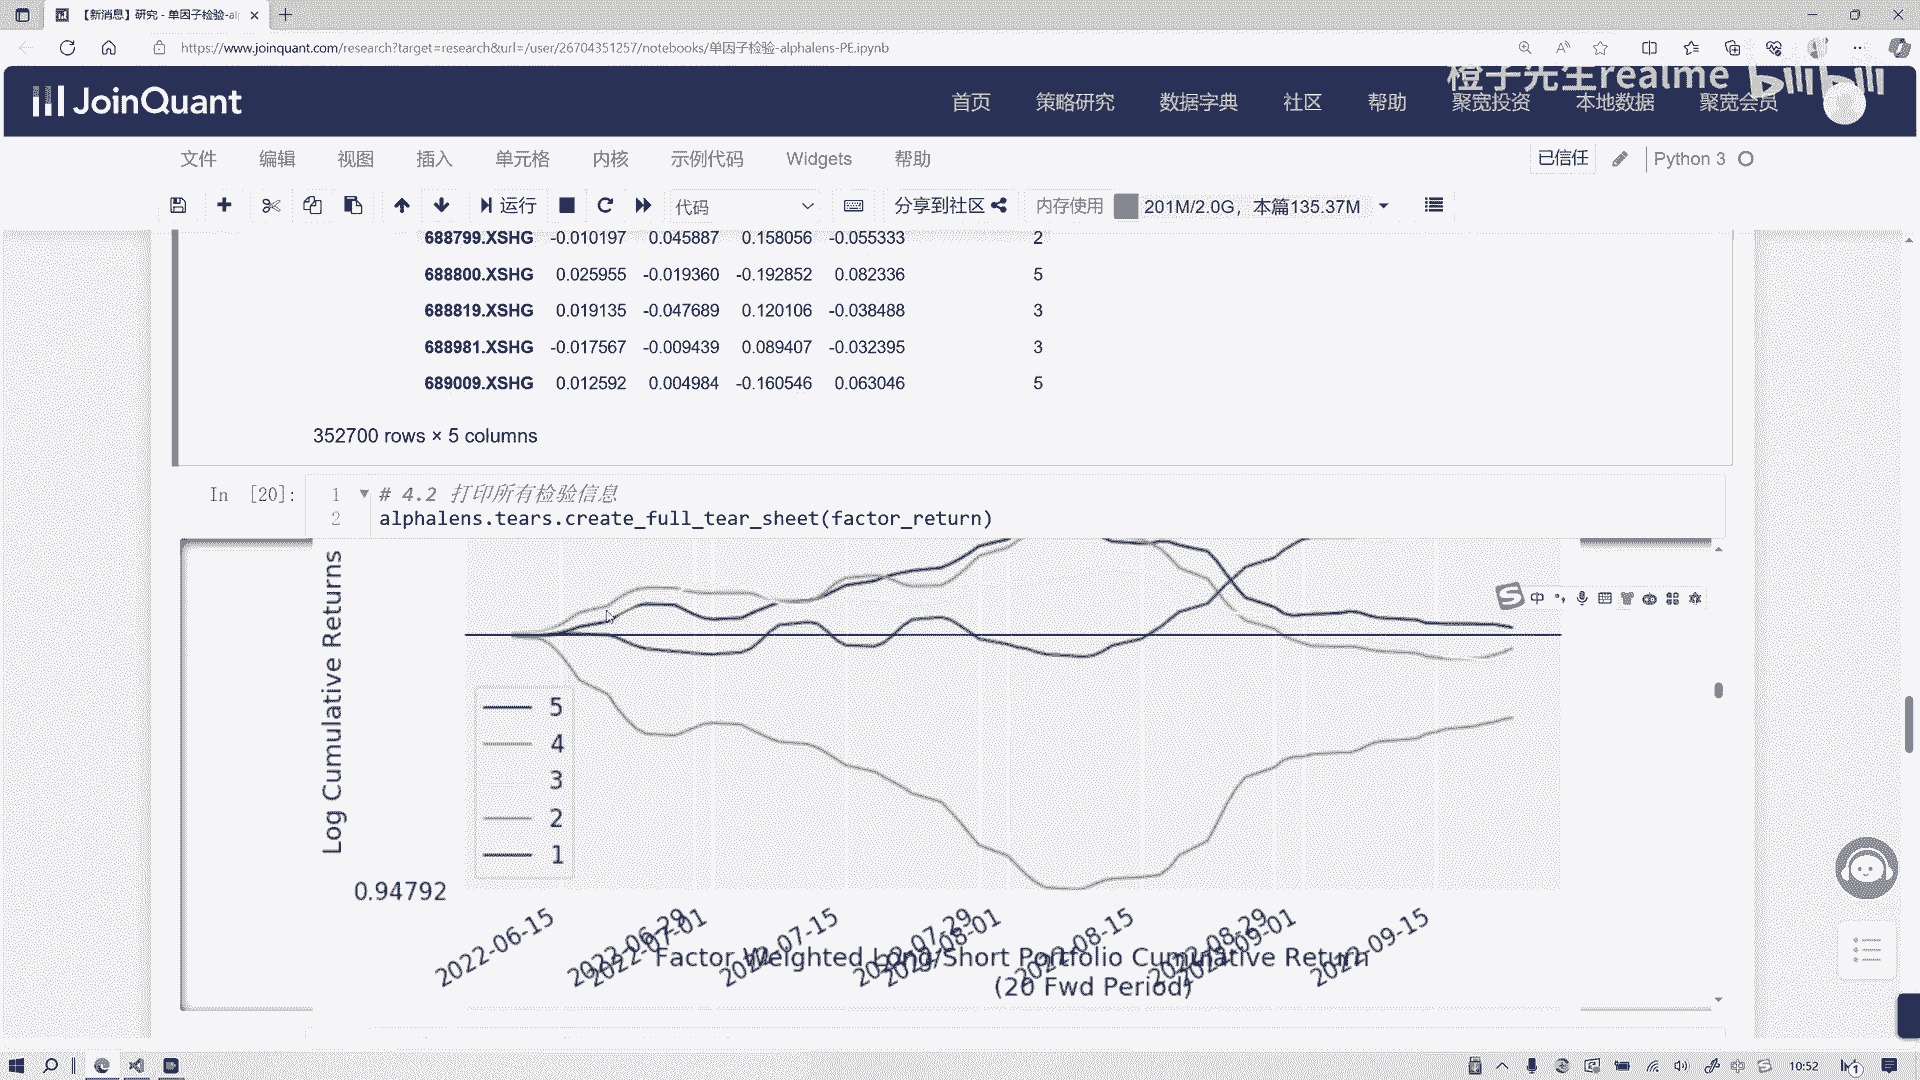 【新消息】研究 - 单因子检验-al
https://www.joinquant.com/research?target=research&url=/user/26704351257/notebooks/单因子检验-alphalens-PE.ipynb
橙子先生realme bilibili
JoinQuant 首页 策略研究 数据字典 社区 帮助 聚宽投资 本地数据 聚宽会员
文件 编辑 视图 插入 单元格 内核 示例代码 Widgets 帮助 已信任 Python 3
运行 代码 分享到社区 内存使用 201M/2.0G，本篇135.37M
688799.XSHG -0.010197 0.045887 0.158056 -0.055333 2
688800.XSHG 0.025955 -0.019360 -0.192852 0.082336 5
688819.XSHG 0.019135 -0.047689 0.120106 -0.038488 3
688981.XSHG -0.017567 -0.009439 0.089407 -0.032395 3
689009.XSHG 0.012592 0.004984 -0.160546 0.063046 5
352700 rows × 5 columns
In [20]: 1 # 4.2 打印所有检验信息
2 alphalens.tears.create_full_tear_sheet(factor_return)
Log Cumulative Returns
中
5
4
3
2
1
0.94792
2022-06-15 2022-06-29 2022-07-01 2022-07-15 2022-07-29 2022-08-01 2022-08-15 2022-08-29 2022-09-01 2022-09-15
Factor Weighted Long/Short Portfolio Cumulative Return
(20 Fwd Period)
中 10:52 1